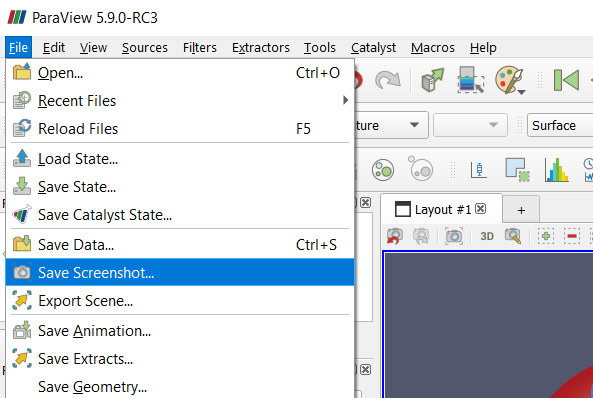 ParaView 5.9.0-RC3
File Edit View Sources Filters Extractors Tools Catalyst Macros Help
Open... Ctrl+O
Recent Files
Reload Files F5
ture Surface
Load State...
Save State...
Save Catalyst State...
Layout #1 +
Save Data... Ctrl+S
3D
Save Screenshot...
Export Scene...
Save Animation...
Save Extracts...
Save Geometry...